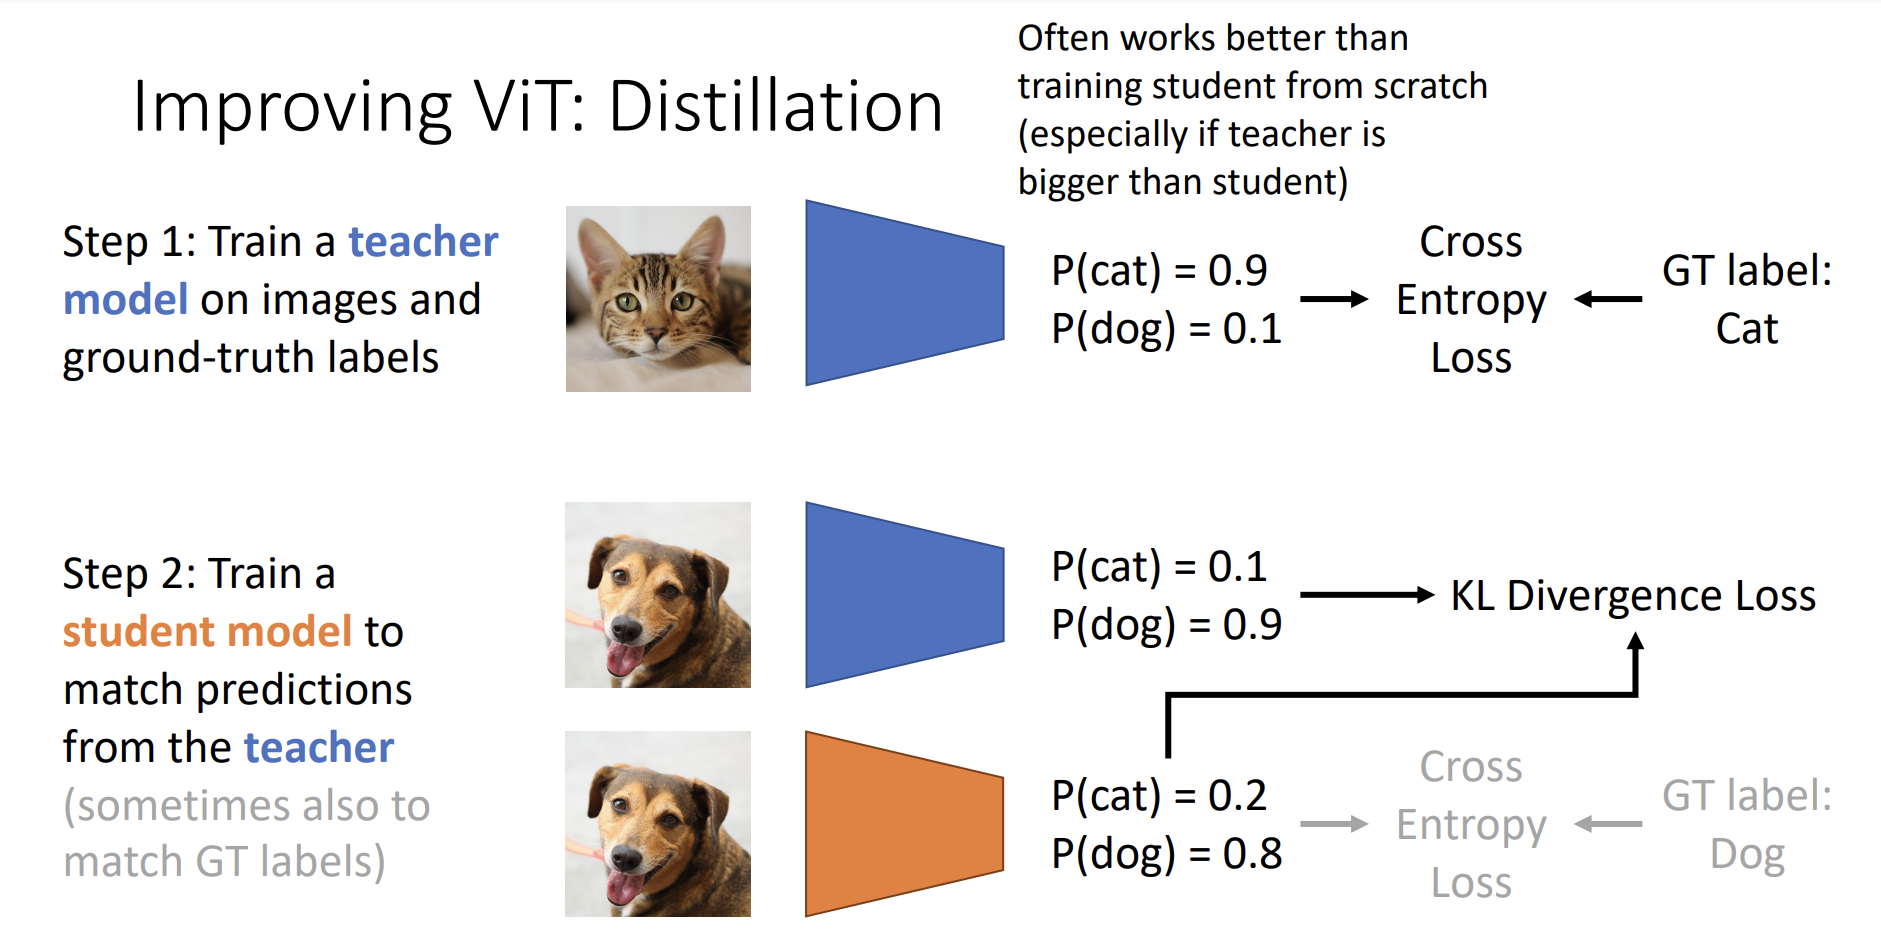 Improving ViT: Distillation
Often works better than
training student from scratch
(especially if teacher is
bigger than student)
Step 1: Train a teacher
model on images and
ground-truth labels
P(cat) = 0.9
P(dog) = 0.1
Cross
Entropy
Loss
GT label:
Cat
Step 2: Train a
student model to
match predictions
from the teacher
(sometimes also to
match GT labels)
P(cat) = 0.1
P(dog) = 0.9
KL Divergence Loss
P(cat) = 0.2
P(dog) = 0.8
Cross
Entropy
Loss
GT label:
Dog